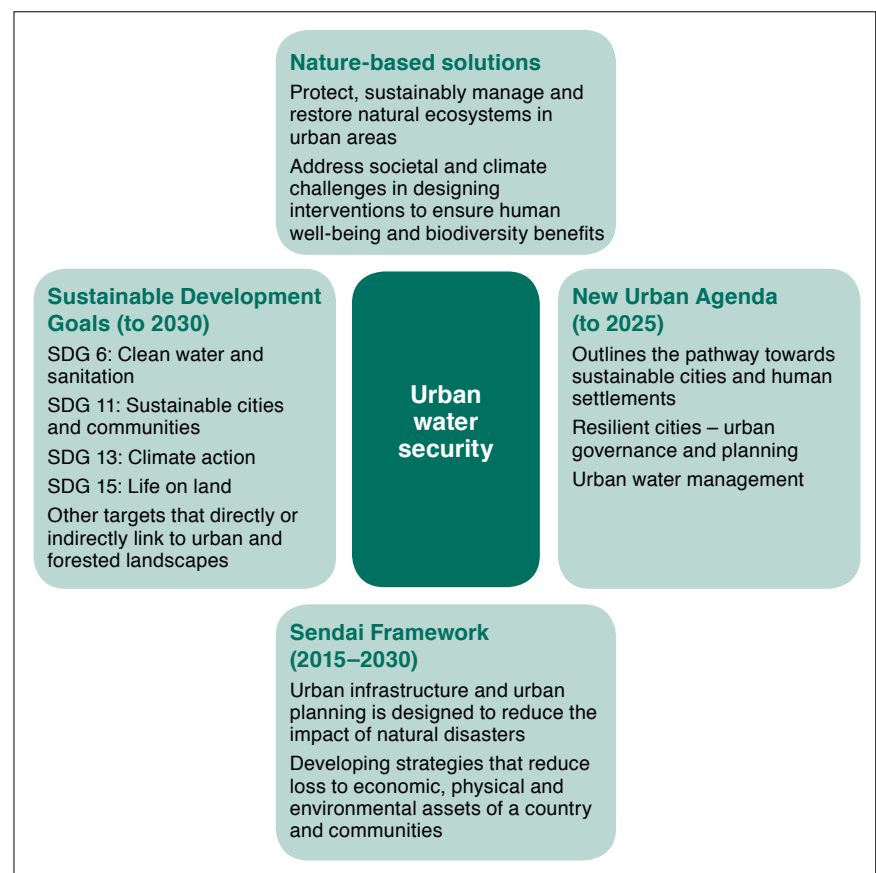 Nature-based solutions
Protect, sustainably manage and
restore natural ecosystems in
urban areas
Address societal and climate
challenges in designing
interventions to ensure human
well-being and biodiversity benefits
Sustainable Development
Goals (to 2030)
SDG 6: Clean water and
sanitation
SDG 11: Sustainable cities
and communities
SDG 13: Climate action
SDG 15: Life on land
Other targets that directly or
indirectly link to urban and
forested landscapes
Urban
water
security
New Urban Agenda
(to 2025)
Outlines the pathway towards
sustainable cities and human
settlements
Resilient cities – urban
governance and planning
Urban water management
Sendai Framework
(2015–2030)
Urban infrastructure and urban
planning is designed to reduce the
impact of natural disasters
Developing strategies that reduce
loss to economic, physical and
environmental assets of a country
and communities